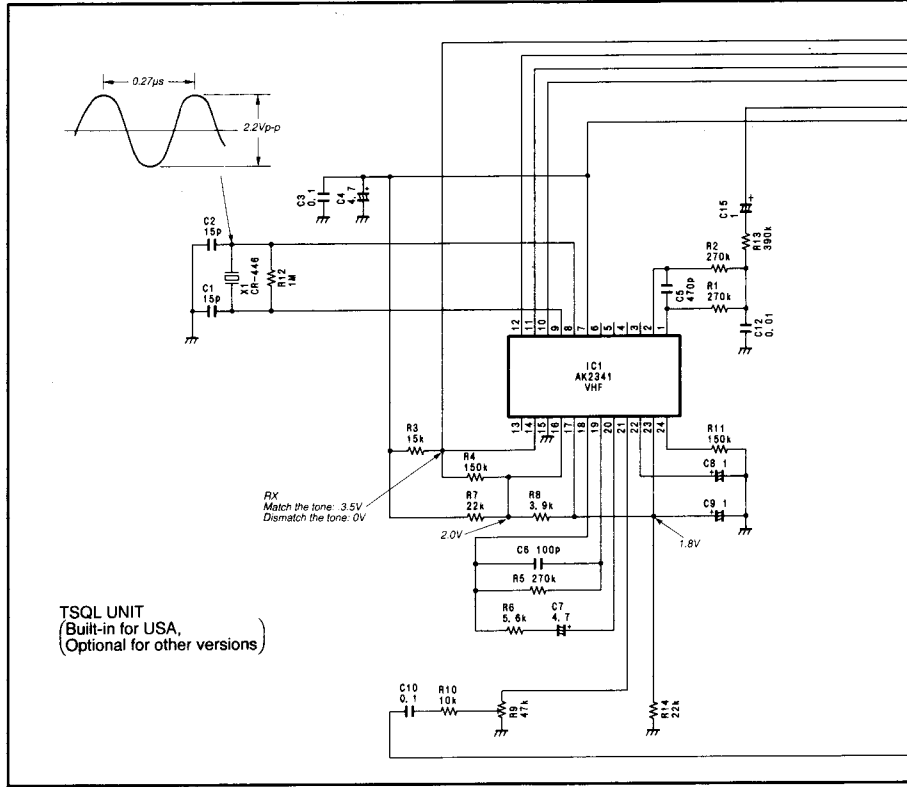 0.27µs
2.2Vp-p
C3
0.1
C4
4.7
+
C15
1
+
R13
390k
C2
15p
R2
270k
X1
CR-446
R12
1M
C5
470p
R1
270k
C1
15p
C12
0.01
12
11
10
9
8
7
6
5
4
3
2
1
IC1
AK2341
VHF
13
14
15
16
17
18
19
20
21
22
23
24
R3
15k
R11
150k
R4
150k
C8 1
+
RX
Match the tone: 3.5V
Dismatch the tone: 0V
R7
22k
R8
3.9k
C9 1
+
2.0V
1.8V
C6 100p
R5 270k
R6
5.6k
C7
4.7
+
TSQL UNIT
(Built-in for USA,
Optional for other versions)
C10
0.1
R10
10k
R9
47k
R14
22k